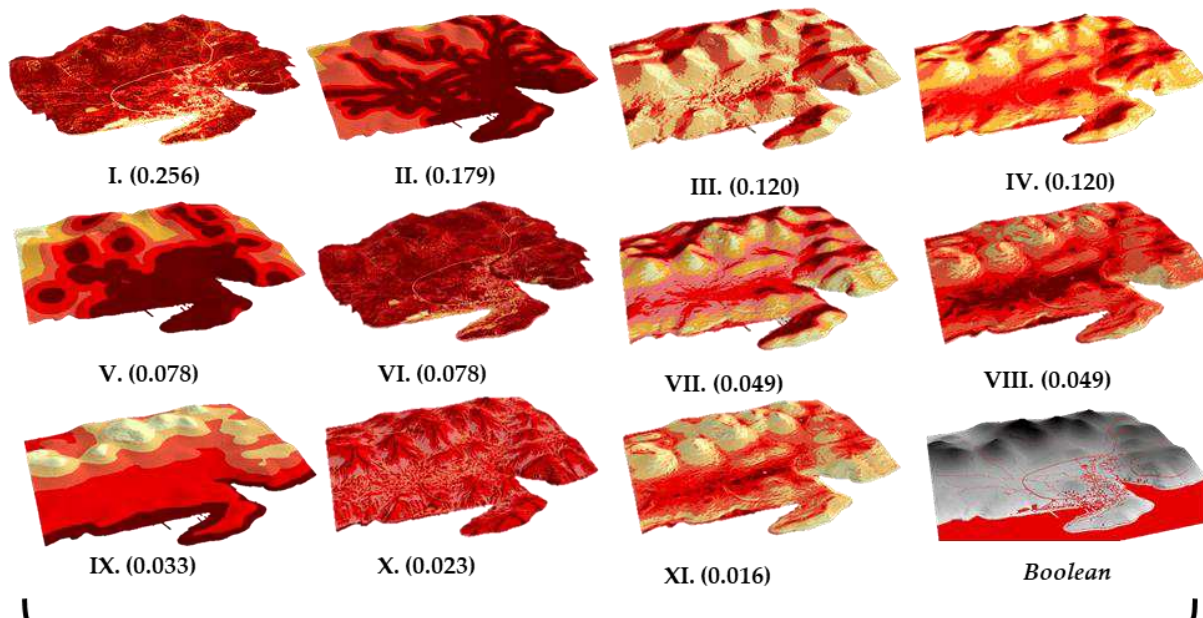 I. (0.256)
II. (0.179)
III. (0.120)
IV. (0.120)
V. (0.078)
VI. (0.078)
VII. (0.049)
VIII. (0.049)
IX. (0.033)
X. (0.023)
XI. (0.016)
Boolean